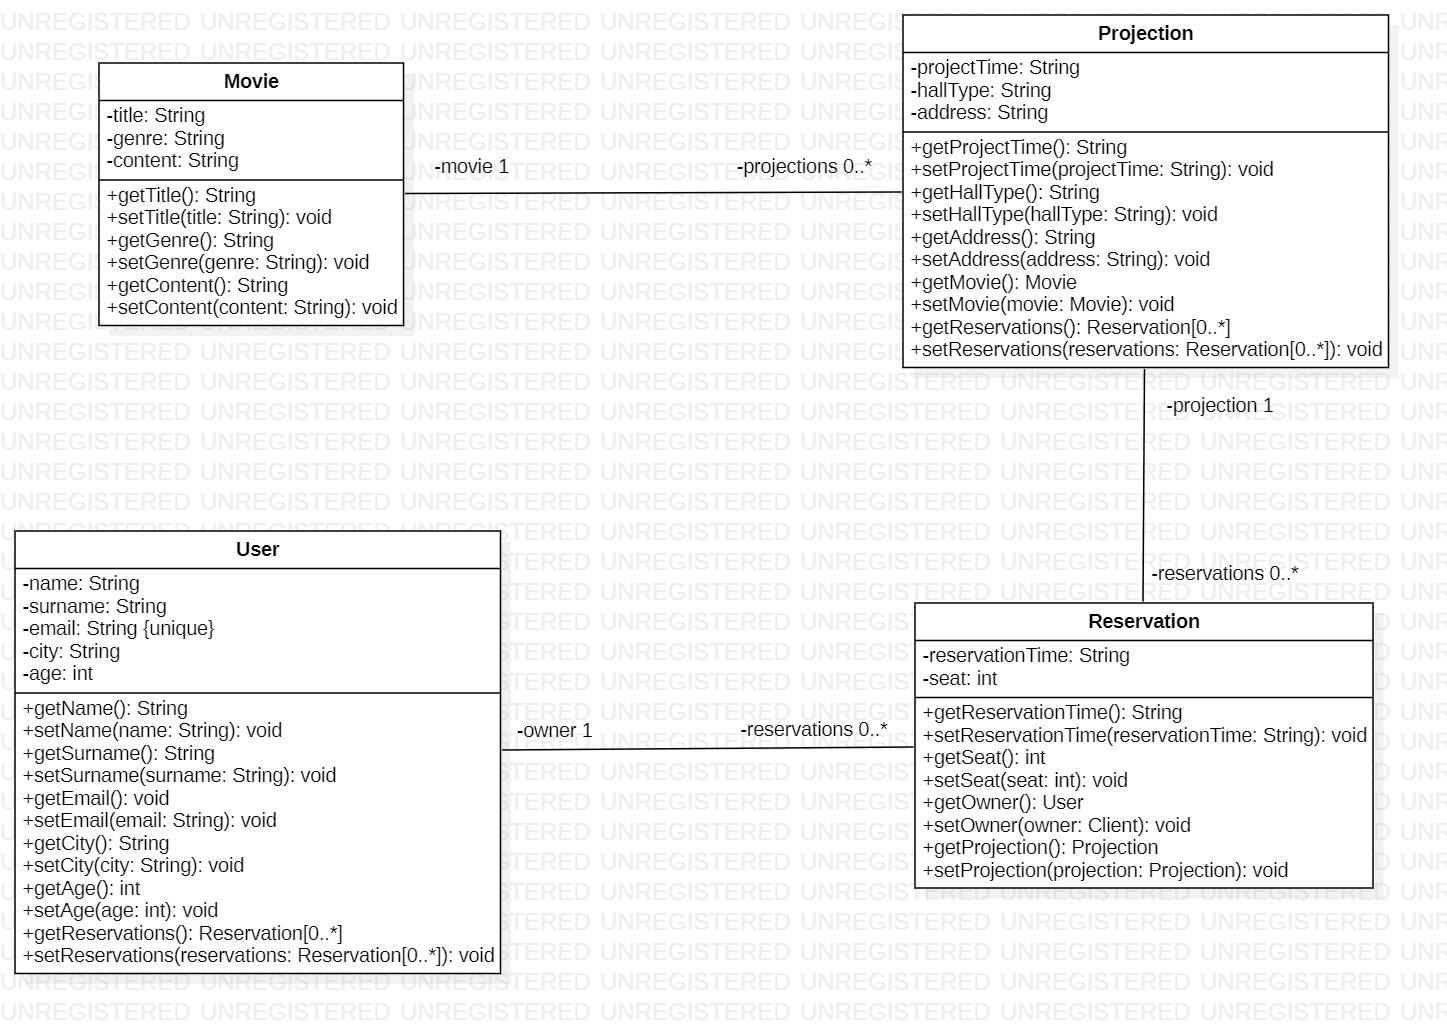 Movie
-title: String
-genre: String
-content: String
+getTitle(): String
+setTitle(title: String): void
+getGenre(): String
+setGenre(genre: String): void
+getContent(): String
+setContent(content: String): void
-movie 1
-projections 0..*
Projection
-projectTime: String
-hallType: String
-address: String
+getProjectTime(): String
+setProjectTime(projectTime: String): void
+getHallType(): String
+setHallType(hallType: String): void
+getAddress(): String
+setAddress(address: String): void
+getMovie(): Movie
+setMovie(movie: Movie): void
+getReservations(): Reservation[0..*]
+setReservations(reservations: Reservation[0..*]): void
-projection 1
-reservations 0..*
User
-name: String
-surname: String
-email: String {unique}
-city: String
-age: int
+getName(): String
+setName(name: String): void
+getSurname(): String
+setSurname(surname: String): void
+getEmail(): void
+setEmail(email: String): void
+getCity(): String
+setCity(city: String): void
+getAge(): int
+setAge(age: int): void
+getReservations(): Reservation[0..*]
+setReservations(reservations: Reservation[0..*]): void
-owner 1
-reservations 0..*
Reservation
-reservationTime: String
-seat: int
+getReservationTime(): String
+setReservationTime(reservationTime: String): void
+getSeat(): int
+setSeat(seat: int): void
+getOwner(): User
+setOwner(owner: Client): void
+getProjection(): Projection
+setProjection(projection: Projection): void
UNREGISTERED